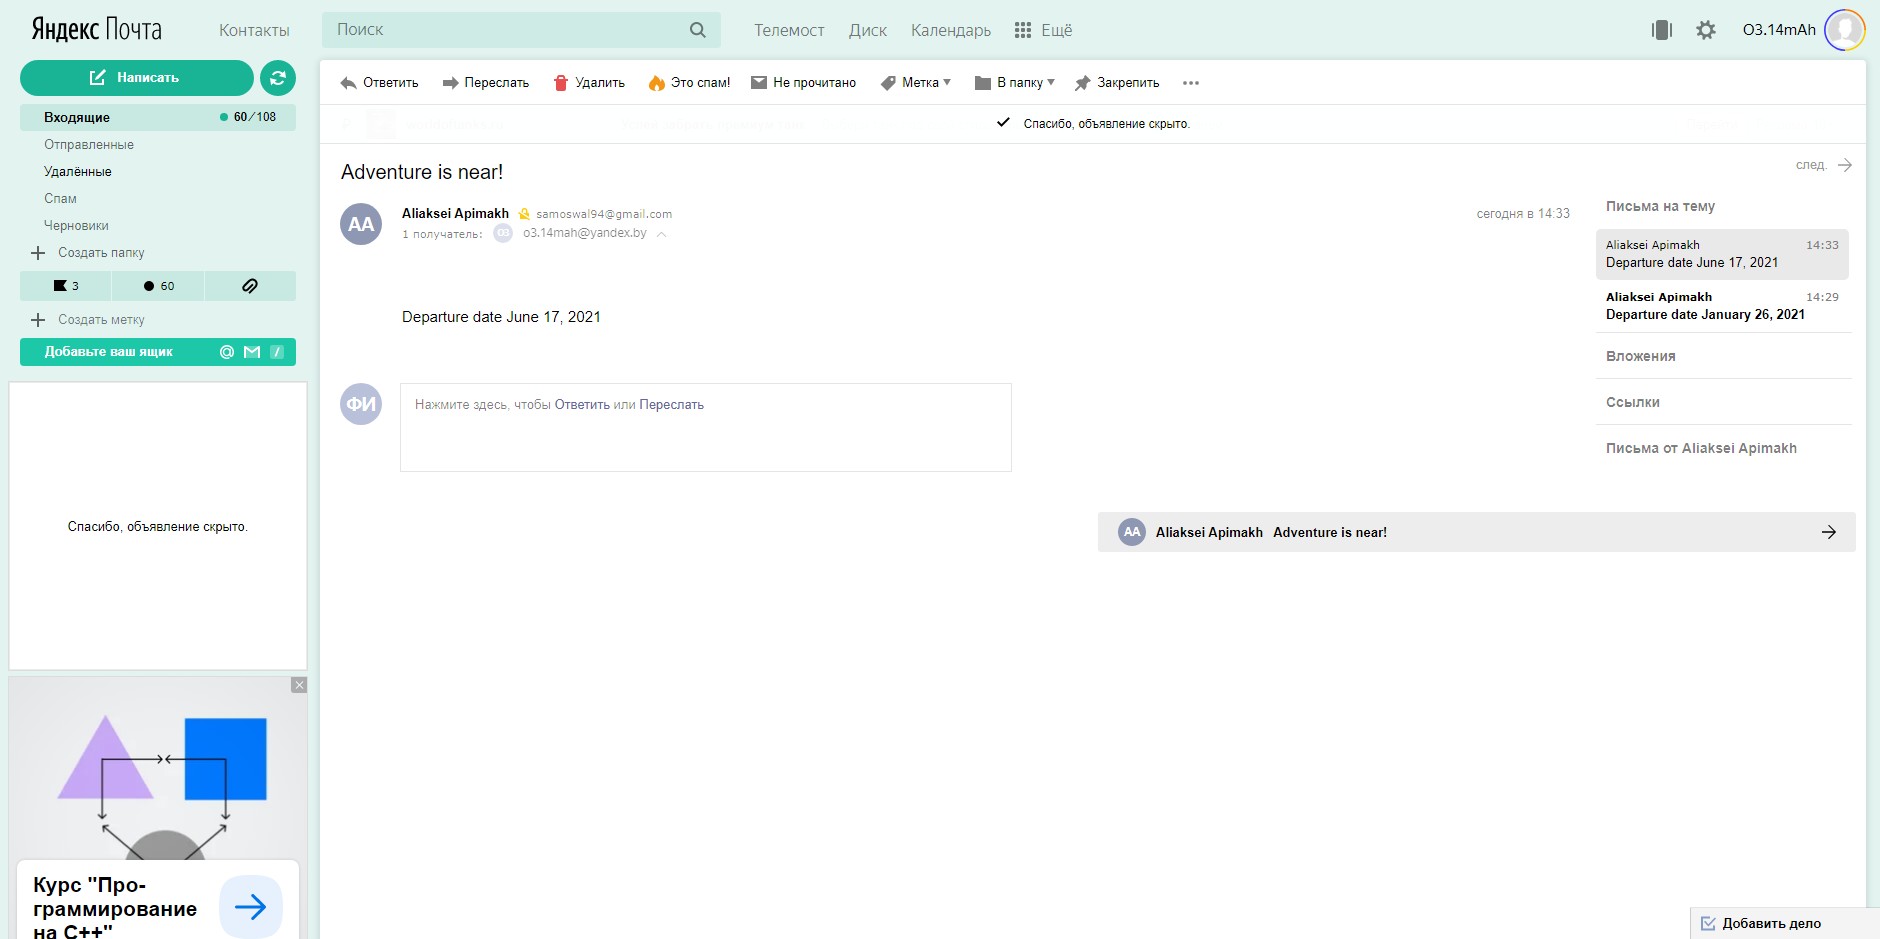 Яндекс Почта
Контакты
Поиск
Телемост
Диск
Календарь
Ещё
O3.14mAh
Написать
Входящие 60/108
Отправленные
Удалённые
Спам
Черновики
Создать папку
3
60
Создать метку
Добавьте ваш ящик
Спасибо, объявление скрыто.
Курс "Про-
граммирование
на С++"
Ответить
Переслать
Удалить
Это спам!
Не прочитано
Метка
В папку
Закрепить
Спасибо, объявление скрыто.
Adventure is near!
след.
AA
Aliaksei Apimakh samoswal94@gmail.com
сегодня в 14:33
1 получатель: O3 o3.14mah@yandex.by
Departure date June 17, 2021
ФИ
Нажмите здесь, чтобы Ответить или Переслать
Письма на тему
Aliaksei Apimakh 14:33
Departure date June 17, 2021
Aliaksei Apimakh 14:29
Departure date January 26, 2021
Вложения
Ссылки
Письма от Aliaksei Apimakh
AA Aliaksei Apimakh Adventure is near!
Добавить дело